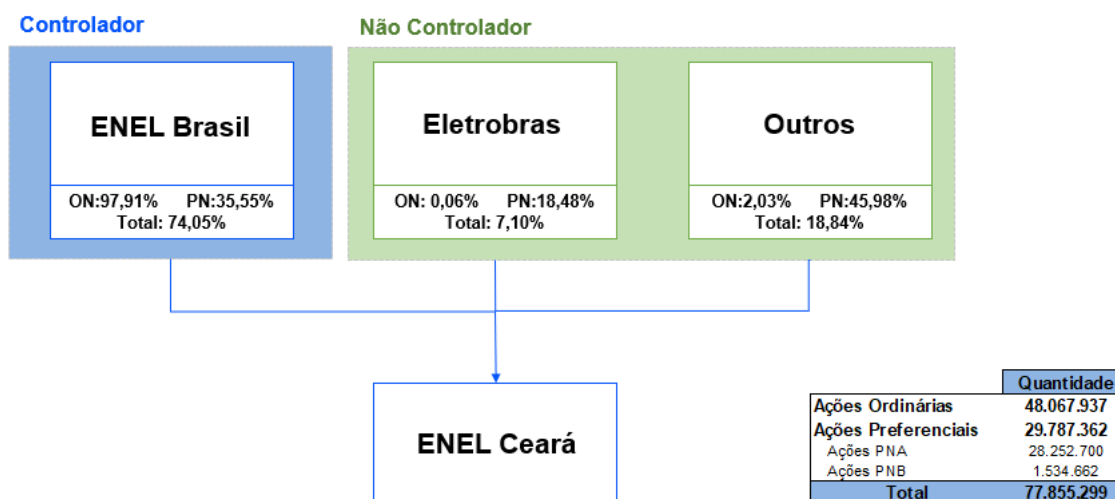 Controlador
Não Controlador
ENEL Brasil
ON:97,91% PN:35,55%
Total: 74,05%
Eletrobras
ON: 0,06% PN:18,48%
Total: 7,10%
Outros
ON:2,03% PN:45,98%
Total: 18,84%
ENEL Ceará
Quantidade
Ações Ordinárias 48.067.937
Ações Preferenciais 29.787.362
Ações PNA 28.252.700
Ações PNB 1.534.662
Total 77.855.299